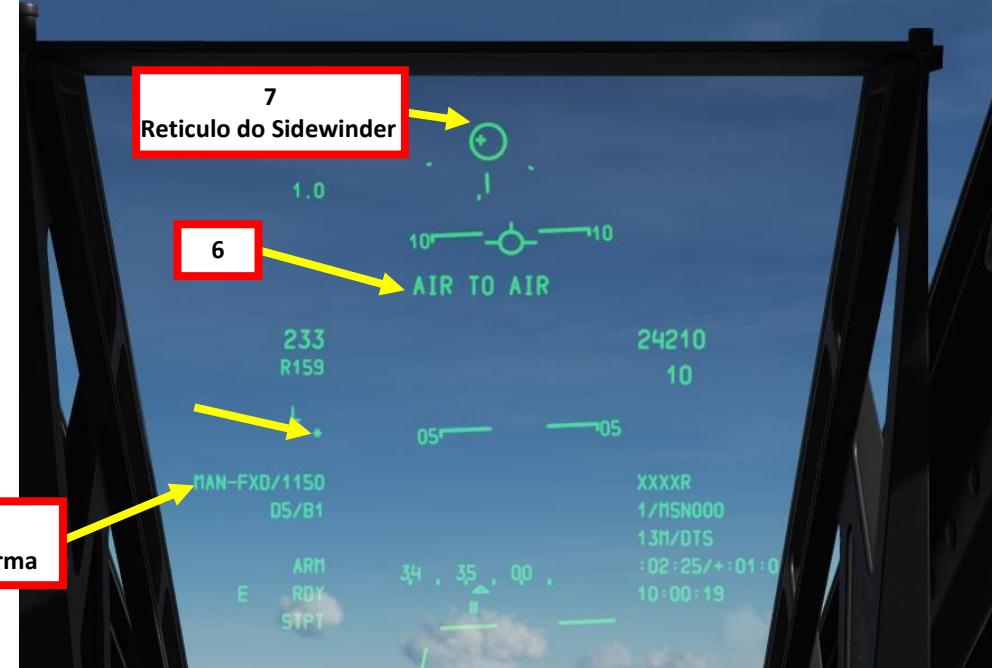 7
Reticulo do Sidewinder
1.0
6
10 10
AIR TO AIR
233 24210
R159 10
L
*
05 05
MAN-FXD/1150 XXXXR
D5/B1 1/MSN000
rma 13M/DTS
ARM 34 . 35 . 00 . :02:25/+:01:0
E RDY 10:00:19
STPT